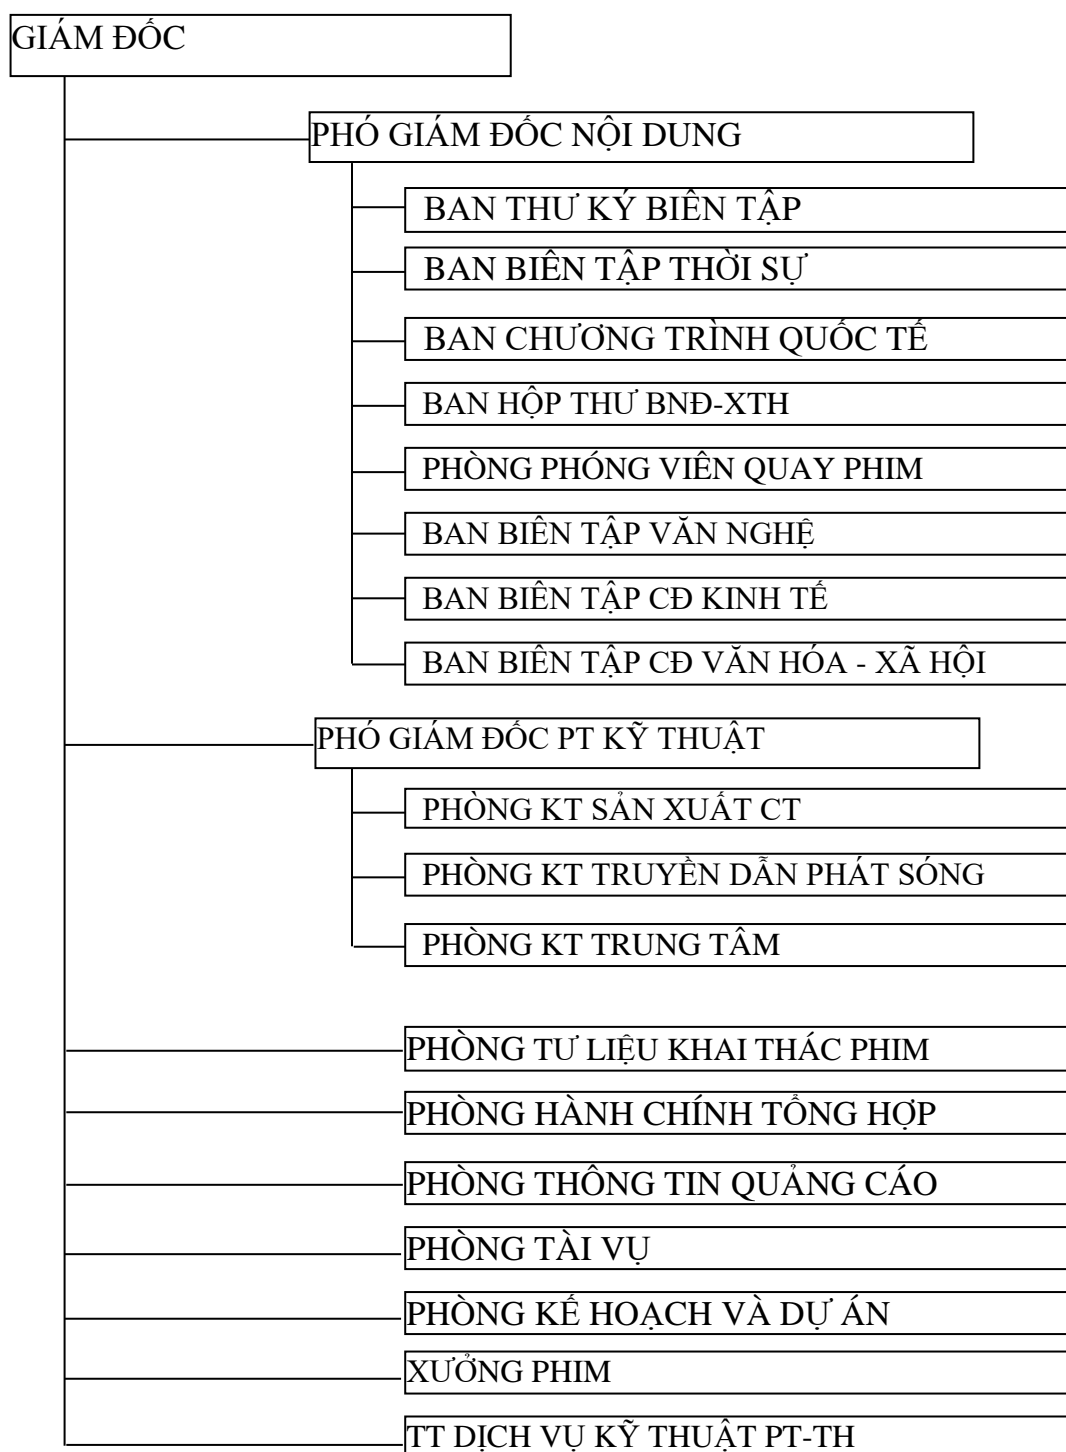 GIÁM ĐỐC
PHÓ GIÁM ĐỐC NỘI DUNG
BAN THƯ KÝ BIÊN TẬP
BAN BIÊN TẬP THỜI SỰ
BAN CHƯƠNG TRÌNH QUỐC TẾ
BAN HỘP THƯ BNĐ-XTH
PHÒNG PHÓNG VIÊN QUAY PHIM
BAN BIÊN TẬP VĂN NGHỆ
BAN BIÊN TẬP CĐ KINH TẾ
BAN BIÊN TẬP CĐ VĂN HÓA - XÃ HỘI
PHÓ GIÁM ĐỐC PT KỸ THUẬT
PHÒNG KT SẢN XUẤT CT
PHÒNG KT TRUYỀN DẪN PHÁT SÓNG
PHÒNG KT TRUNG TÂM
PHÒNG TƯ LIỆU KHAI THÁC PHIM
PHÒNG HÀNH CHÍNH TỔNG HỢP
PHÒNG THÔNG TIN QUẢNG CÁO
PHÒNG TÀI VỤ
PHÒNG KẾ HOẠCH VÀ DỰ ÁN
XƯỞNG PHIM
TT DỊCH VỤ KỸ THUẬT PT-TH